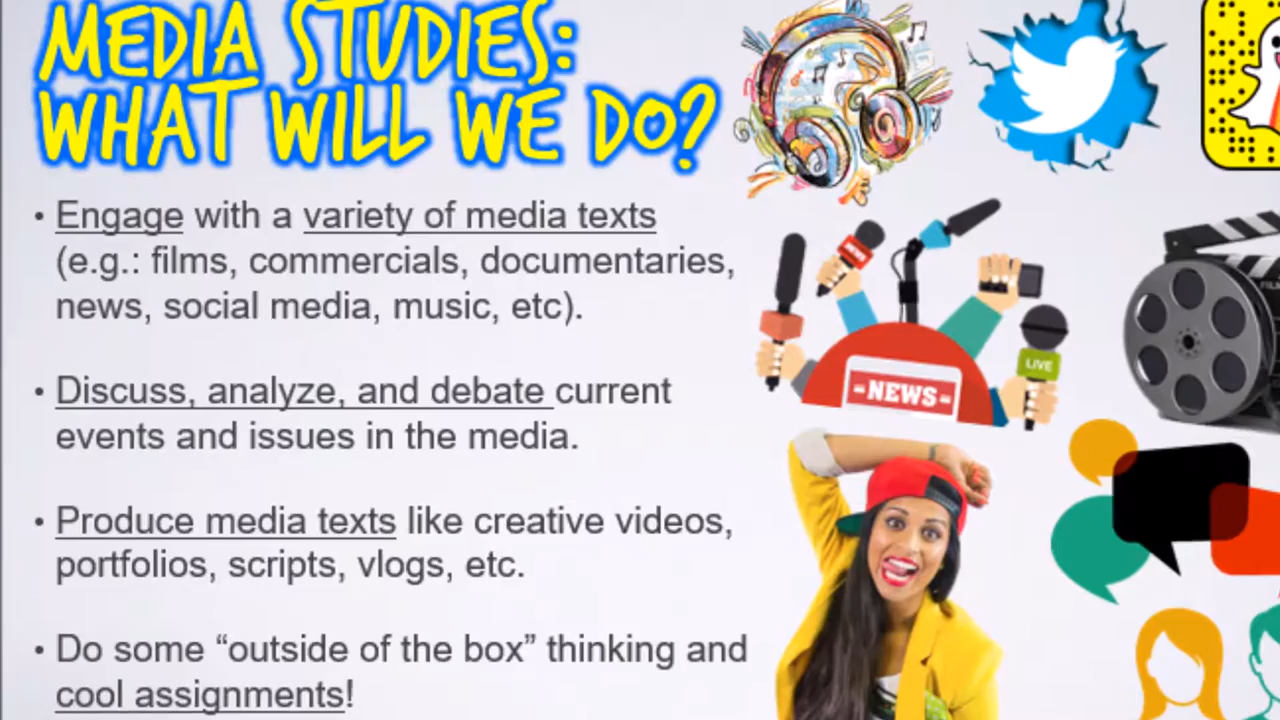 MEDIA STUDIES:
WHAT WILL WE DO?
• Engage with a variety of media texts
(e.g.: films, commercials, documentaries,
news, social media, music, etc).
• Discuss, analyze, and debate current
events and issues in the media.
• Produce media texts like creative videos,
portfolios, scripts, vlogs, etc.
• Do some “outside of the box” thinking and
cool assignments!
NEWS
LIVE
-NEWS-